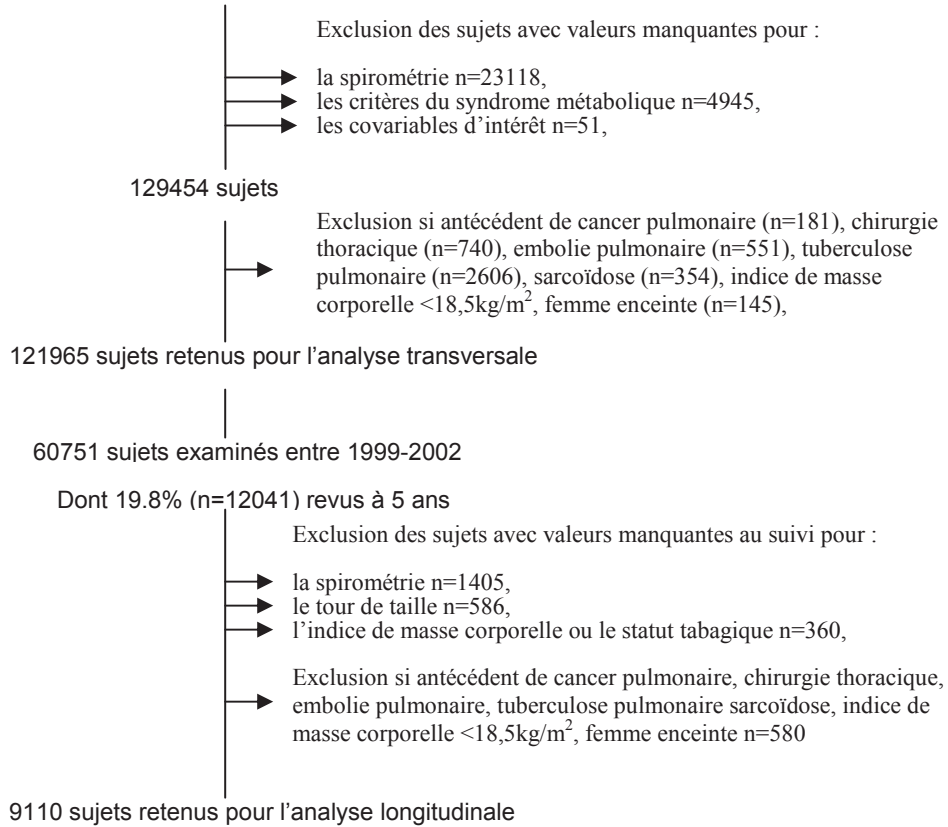 Exclusion des sujets avec valeurs manquantes pour :
la spirométrie n=23118,
les critères du syndrome métabolique n=4945,
les covariables d’intérêt n=51,
129454 sujets
Exclusion si antécédent de cancer pulmonaire (n=181), chirurgie
thoracique (n=740), embolie pulmonaire (n=551), tuberculose
pulmonaire (n=2606), sarcoïdose (n=354), indice de masse
corporelle <18,5kg/m², femme enceinte (n=145),
121965 sujets retenus pour l’analyse transversale
60751 sujets examinés entre 1999-2002
Dont 19.8% (n=12041) revus à 5 ans
Exclusion des sujets avec valeurs manquantes au suivi pour :
la spirométrie n=1405,
le tour de taille n=586,
l’indice de masse corporelle ou le statut tabagique n=360,
Exclusion si antécédent de cancer pulmonaire, chirurgie thoracique,
embolie pulmonaire, tuberculose pulmonaire sarcoïdose, indice de
masse corporelle <18,5kg/m², femme enceinte n=580
9110 sujets retenus pour l’analyse longitudinale